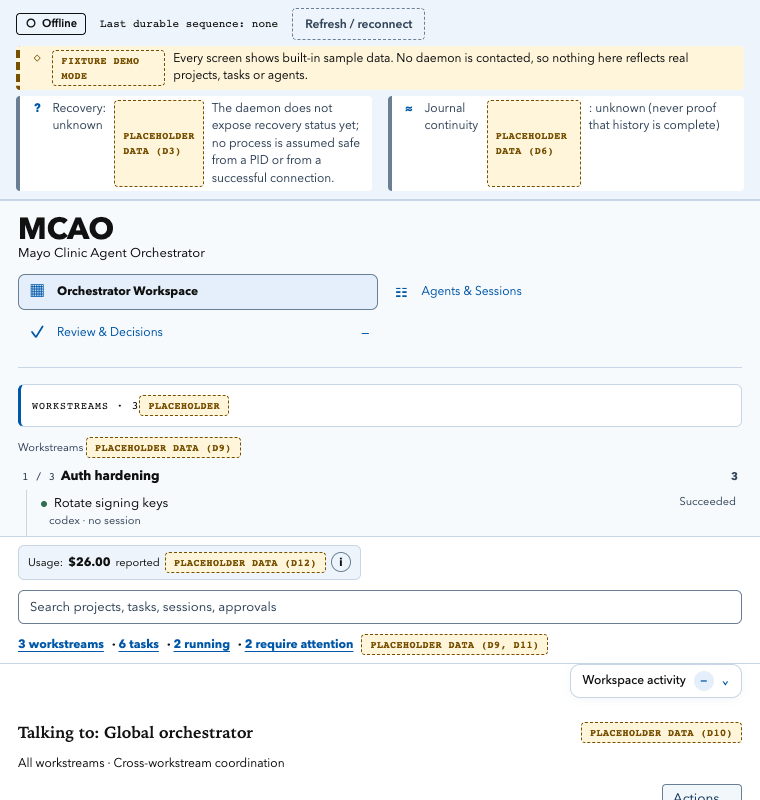 Offline Last durable sequence: none Refresh / reconnect
FIXTURE DEMO MODE
Every screen shows built-in sample data. No daemon is contacted, so nothing here reflects real
projects, tasks or agents.
? Recovery:
unknown
PLACEHOLDER
DATA (D3)
The daemon does not
expose recovery status yet;
no process is assumed safe
from a PID or from a
successful connection.
≈ Journal
continuity
PLACEHOLDER
DATA (D6)
: unknown (never proof
that history is complete)
MCAO
Mayo Clinic Agent Orchestrator
Orchestrator Workspace
Agents & Sessions
Review & Decisions —
WORKSTREAMS · 3 PLACEHOLDER
Workstreams PLACEHOLDER DATA (D9)
1 / 3 Auth hardening 3
Rotate signing keys Succeeded
codex · no session
Usage: $26.00 reported PLACEHOLDER DATA (D12) i
Search projects, tasks, sessions, approvals
3 workstreams · 6 tasks · 2 running · 2 require attention PLACEHOLDER DATA (D9, D11)
Workspace activity –
Talking to: Global orchestrator PLACEHOLDER DATA (D10)
All workstreams · Cross-workstream coordination
Actions